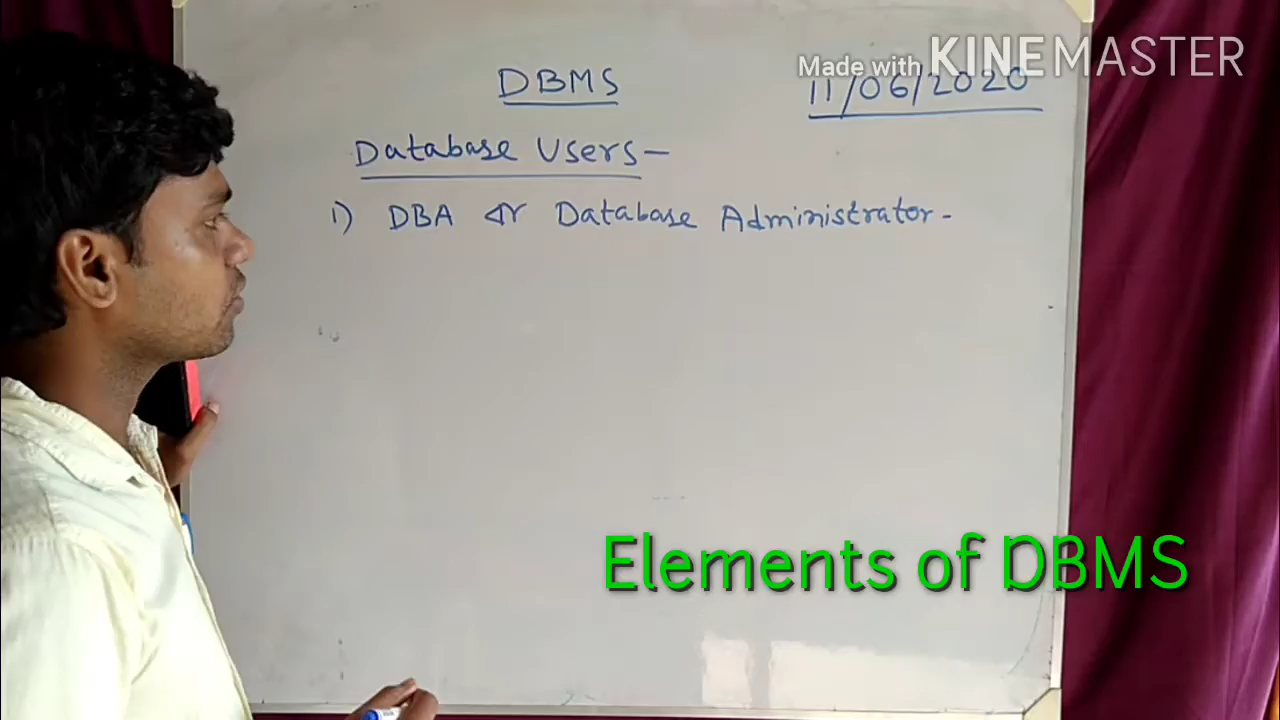 Made with KINEMASTER
DBMS
11/06/2020
Database Users-
1) DBA or Database Administrator-
Elements of DBMS